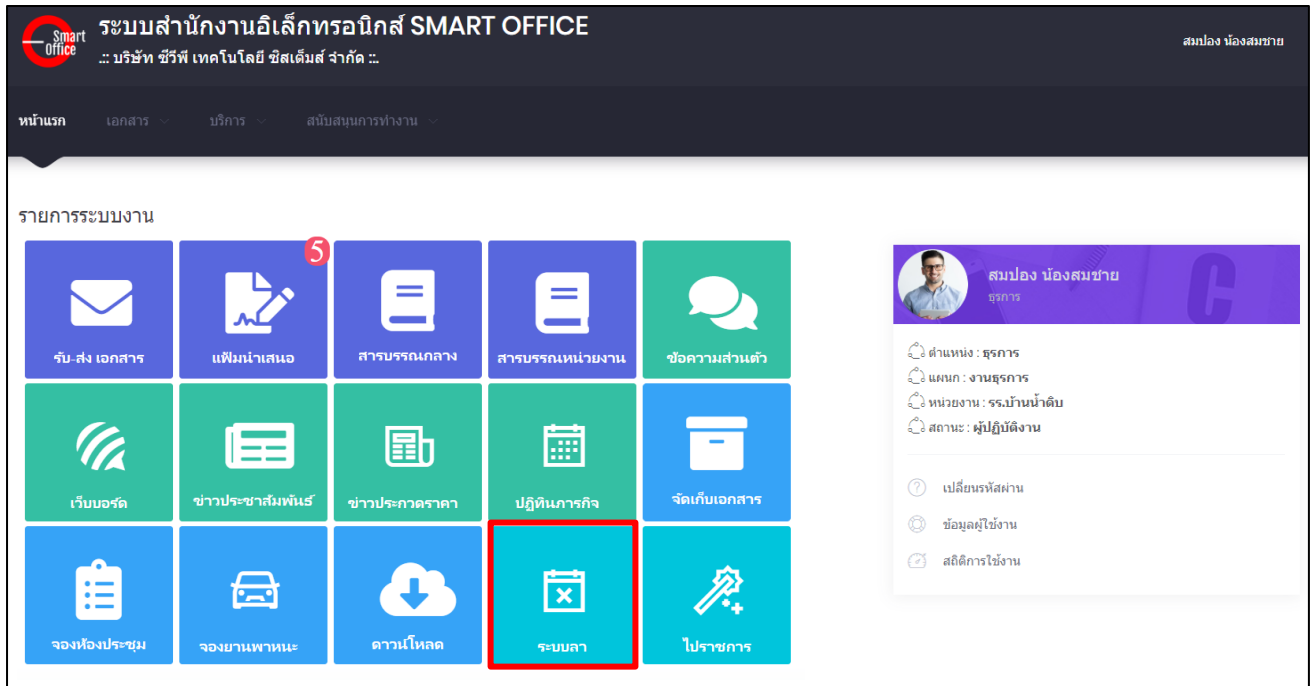 Smart
Office
ระบบสำนักงานอิเล็กทรอนิกส์ SMART OFFICE
.:: บริษัท ซีวีพี เทคโนโลยี ซิสเต็มส์ จำกัด ::.
สมปอง น้องสมชาย
หน้าแรก เอกสาร บริการ สนับสนุนการทำงาน
รายการระบบงาน
5
รับ-ส่ง เอกสาร แฟ้มนำเสนอ สารบรรณกลาง สารบรรณหน่วยงาน ข้อความส่วนตัว
เว็บบอร์ด ข่าวประชาสัมพันธ์ ข่าวประกวดราคา ปฏิทินภารกิจ จัดเก็บเอกสาร
จองห้องประชุม จองยานพาหนะ ดาวน์โหลด ระบบลา ไปราชการ
สมปอง น้องสมชาย
ธุรการ
C
ตำแหน่ง : ธุรการ
แผนก : งานธุรการ
หน่วยงาน : รร.บ้านน้ำดิบ
สถานะ : ผู้ปฏิบัติงาน
เปลี่ยนรหัสผ่าน
ข้อมูลผู้ใช้งาน
สถิติการใช้งาน